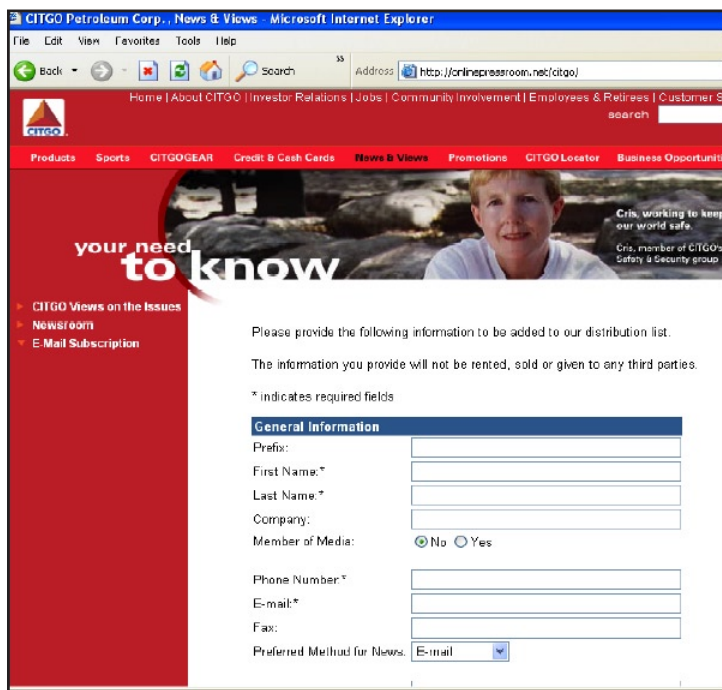 CITGO Petroleum Corp., News & Views - Microsoft Internet Explorer
File Edit View Favorites Tools Help
Back Search Address http://onlinepressroom.net/citgo/
Home | About CITGO | Investor Relations | Jobs | Community Involvement | Employees & Retirees | Customer S
CITGO
search
Products Sports CITGOGEAR Credit & Cash Cards News & Views Promotions CITGO Locator Business Opportuniti
Cris, working to keep
our world safe.
Cris, member of CITGO's
Safety & Security group
your need
to know
CITGO Views on the Issues
Newsroom
E-Mail Subscription
Please provide the following information to be added to our distribution list.
The information you provide will not be rented, sold or given to any third parties.
* indicates required fields
General Information
Prefix:
First Name:*
Last Name:*
Company:
Member of Media: No Yes
Phone Number:*
E-mail:*
Fax:
Preferred Method for News: E-mail